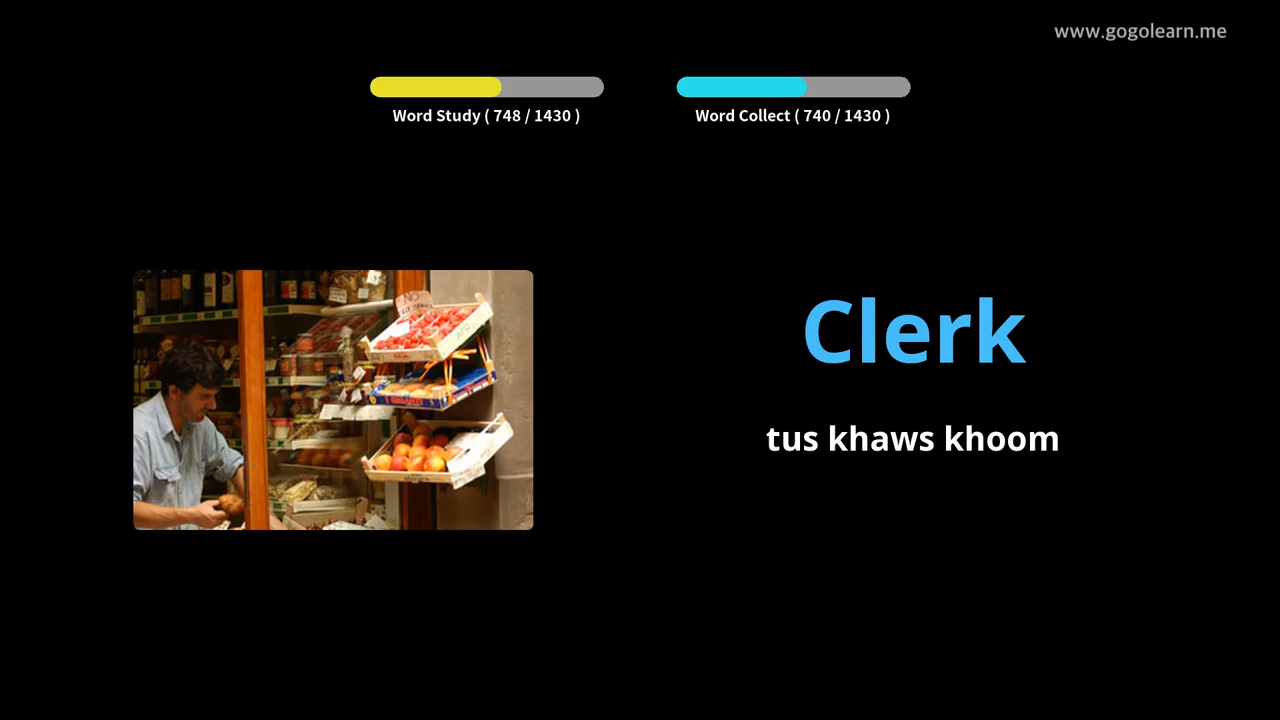 www.gogolearn.me
Word Study ( 748 / 1430 )
Word Collect ( 740 / 1430 )
Clerk
tus khaws khoom